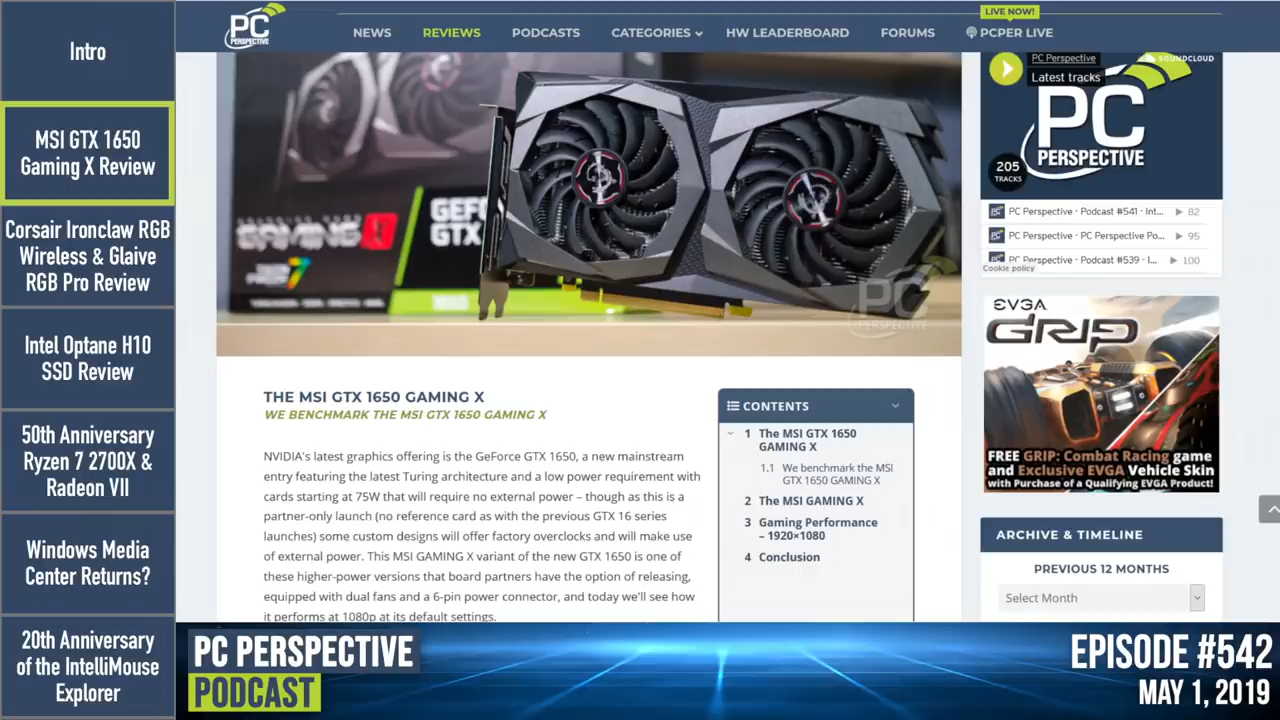 Intro
MSI GTX 1650
Gaming X Review
Corsair Ironclaw RGB
Wireless & Glaive
RGB Pro Review
Intel Optane H10
SSD Review
50th Anniversary
Ryzen 7 2700X &
Radeon VII
Windows Media
Center Returns?
20th Anniversary
of the IntelliMouse
Explorer
PC
PERSPECTIVE
NEWS
REVIEWS
PODCASTS
CATEGORIES
HW LEADERBOARD
FORUMS
LIVE NOW!
PCPER LIVE
GAMING X
GEF
GTX
PC
PERSPECTIVE
THE MSI GTX 1650 GAMING X
WE BENCHMARK THE MSI GTX 1650 GAMING X
NVIDIA's latest graphics offering is the GeForce GTX 1650, a new mainstream
entry featuring the latest Turing architecture and a low power requirement with
cards starting at 75W that will require no external power – though as this is a
partner-only launch (no reference card as with the previous GTX 16 series
launches) some custom designs will offer factory overclocks and will make use
of external power. This MSI GAMING X variant of the new GTX 1650 is one of
these higher-power versions that board partners have the option of releasing,
equipped with dual fans and a 6-pin power connector, and today we'll see how
it performs at 1080p at its default settings.
CONTENTS
1 The MSI GTX 1650
GAMING X
1.1 We benchmark the MSI
GTX 1650 GAMING X
2 The MSI GAMING X
3 Gaming Performance
– 1920×1080
4 Conclusion
PC Perspective
SOUNDCLOUD
Latest tracks
PC
PERSPECTIVE
205
TRACKS
PC Perspective - Podcast #541 - Int... 82
PC Perspective - PC Perspective Po... 95
PC Perspective - Podcast #539 - I... 100
Cookie policy
EVGA
GRIP
FREE GRIP: Combat Racing game
and Exclusive EVGA Vehicle Skin
with Purchase of a Qualifying EVGA Product!
ARCHIVE & TIMELINE
PREVIOUS 12 MONTHS
Select Month
PC PERSPECTIVE
PODCAST
EPISODE #542
MAY 1, 2019